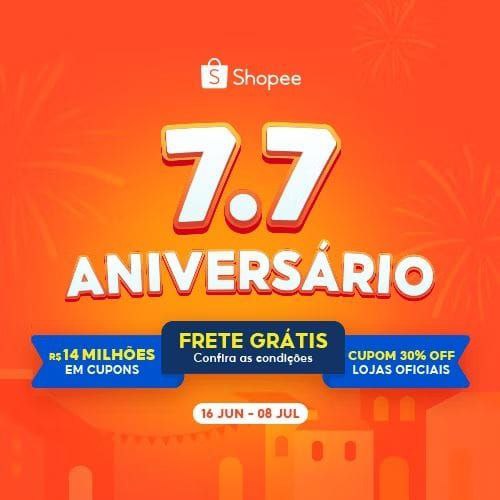 Shopee
7.7
ANIVERSÁRIO
R$ 14 MILHÕES
EM CUPONS
FRETE GRÁTIS
Confira as condições
CUPOM 30% OFF
LOJAS OFICIAIS
16 JUN - 08 JUL